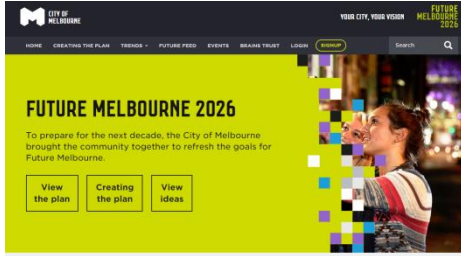 CITY OF
MELBOURNE
YOUR CITY, YOUR VISION
FUTURE
MELBOURNE
2026
HOME CREATING THE PLAN TRENDS FUTURE FEED EVENTS BRAINS TRUST LOGIN SIGNUP Search
FUTURE MELBOURNE 2026
To prepare for the next decade, the City of Melbourne
brought the community together to refresh the goals for
Future Melbourne.
View
the plan
Creating
the plan
View
ideas